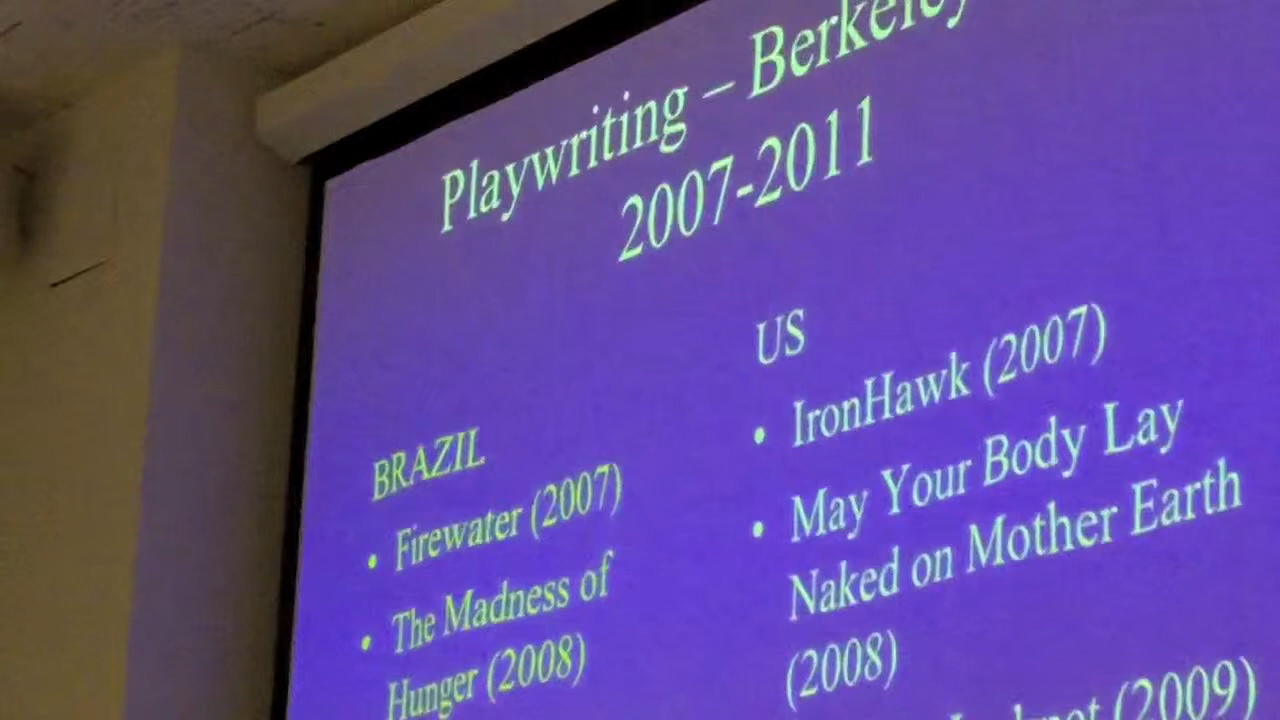 Playwriting – Berkeley
2007-2011
BRAZIL
• Firewater (2007)
• The Madness of
Hunger (2008)
US
• IronHawk (2007)
• May Your Body Lay
Naked on Mother Earth
(2008)
(2009)